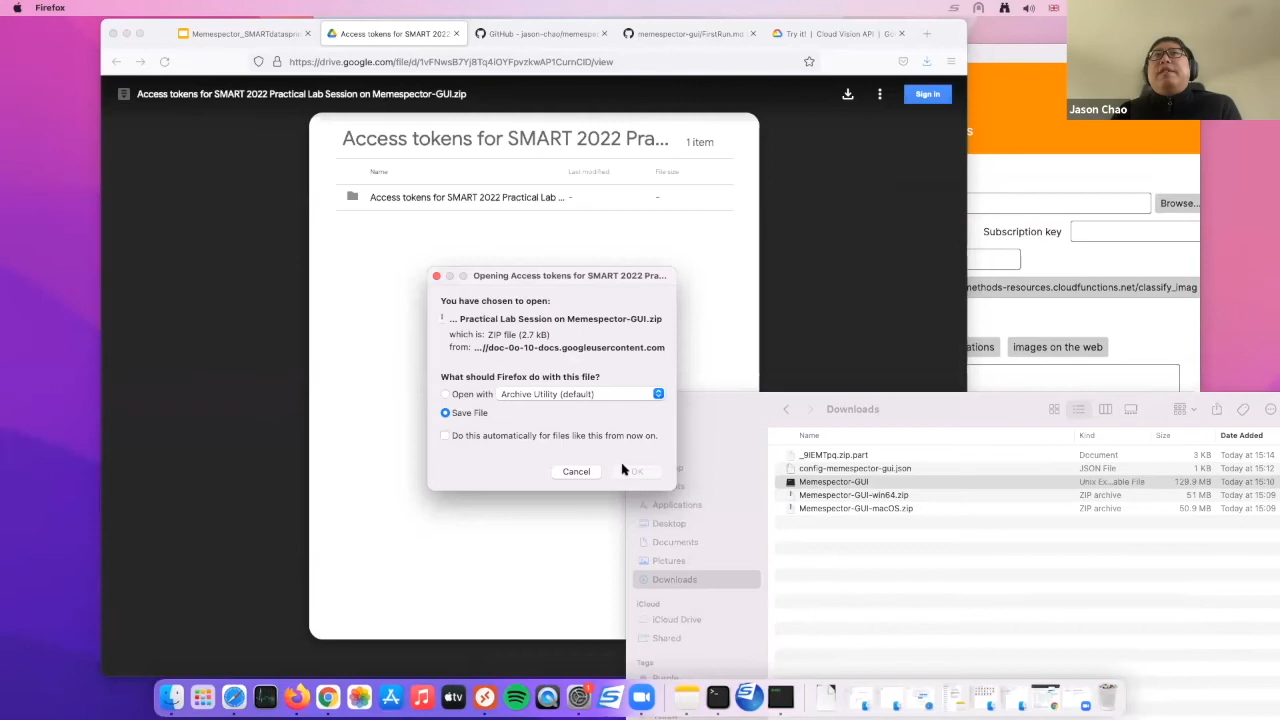 Firefox
Memespector_SMARTdataspr
Access tokens for SMART 2022
GitHub - jason-chao/memespec
memespector-gui/FirstRun.md
Try it! | Cloud Vision API | Go
https://drive.google.com/file/d/1vFNwsB7Yj8Tq4iOYFpvzkwAP1CurnClD/view
Access tokens for SMART 2022 Practical Lab Session on Memespector-GUI.zip
Sign in
Jason Chao
Access tokens for SMART 2022 Pra...
1 item
Name
Last modified
File size
Access tokens for SMART 2022 Practical Lab ...
-
-
s
Browse...
Subscription key
methods-resources.cloudfunctions.net/classify_imag
ations
images on the web
Opening Access tokens for SMART 2022 Pra...
You have chosen to open:
... Practical Lab Session on Memespector-GUI.zip
which is: ZIP file (2.7 kB)
from: ...//doc-0o-10-docs.googleusercontent.com
What should Firefox do with this file?
Open with
Archive Utility (default)
Save File
Do this automatically for files like this from now on.
Cancel
OK
Downloads
Name
Kind
Size
Date Added
_9IEMTpq.zip.part
Document
3 KB
Today at 15:14
config-memespector-gui.json
JSON File
1 KB
Today at 15:12
Memespector-GUI
Unix Ex...able File
129.9 MB
Today at 15:10
Memespector-GUI-win64.zip
ZIP archive
51 MB
Today at 15:09
Memespector-GUI-macOS.zip
ZIP archive
50.9 MB
Today at 15:09
Applications
Desktop
Documents
Pictures
Downloads
iCloud
iCloud Drive
Shared
Tags
Purple
tv